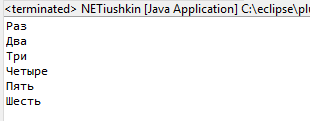 <terminated> NETiushkin [Java Application] C:\eclipse\plu
Раз
Два
Три
Четыре
Пять
Шесть